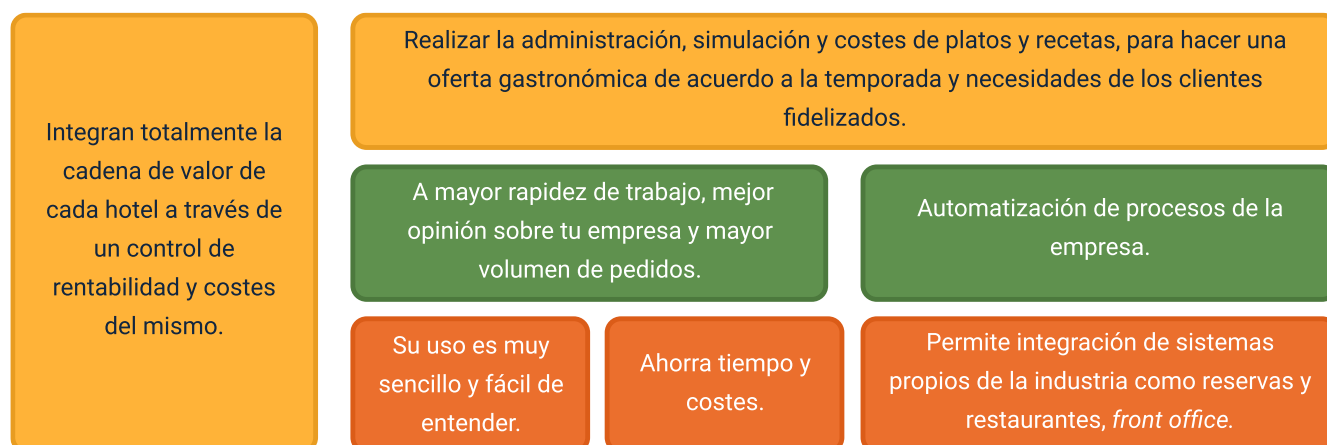 Integran totalmente la
cadena de valor de
cada hotel a través de
un control de
rentabilidad y costes
del mismo.
Realizar la administración, simulación y costes de platos y recetas, para hacer una
oferta gastronómica de acuerdo a la temporada y necesidades de los clientes
fidelizados.
A mayor rapidez de trabajo, mejor
opinión sobre tu empresa y mayor
volumen de pedidos.
Automatización de procesos de la
empresa.
Su uso es muy
sencillo y fácil de
entender.
Ahorra tiempo y
costes.
Permite integración de sistemas
propios de la industria como reservas y
restaurantes, front office.